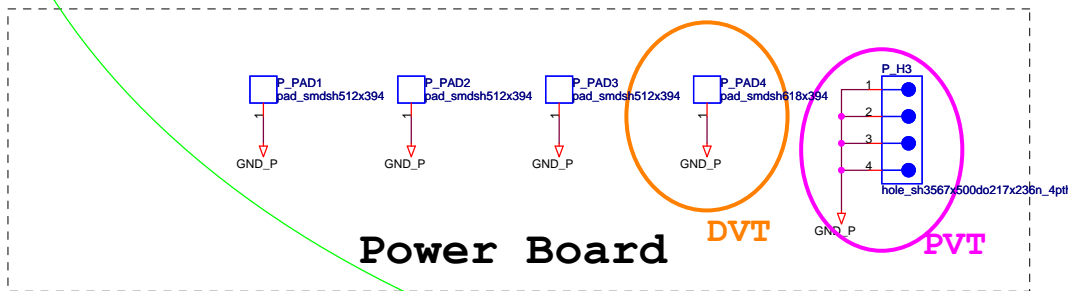 P_PAD1
pad_smdsh512x394
1
GND_P
P_PAD2
pad_smdsh512x394
1
GND_P
P_PAD3
pad_smdsh512x394
1
GND_P
P_PAD4
pad_smdsh618x394
1
GND_P
P_H3
1
2
3
4
hole_sh3567x500do217x236n_4pth
GND_P
Power Board
DVT
PVT